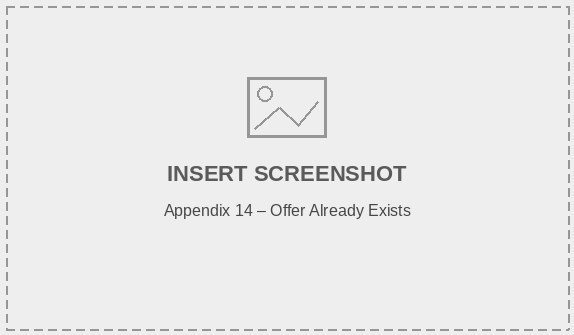 INSERT SCREENSHOT
Appendix 14 – Offer Already Exists